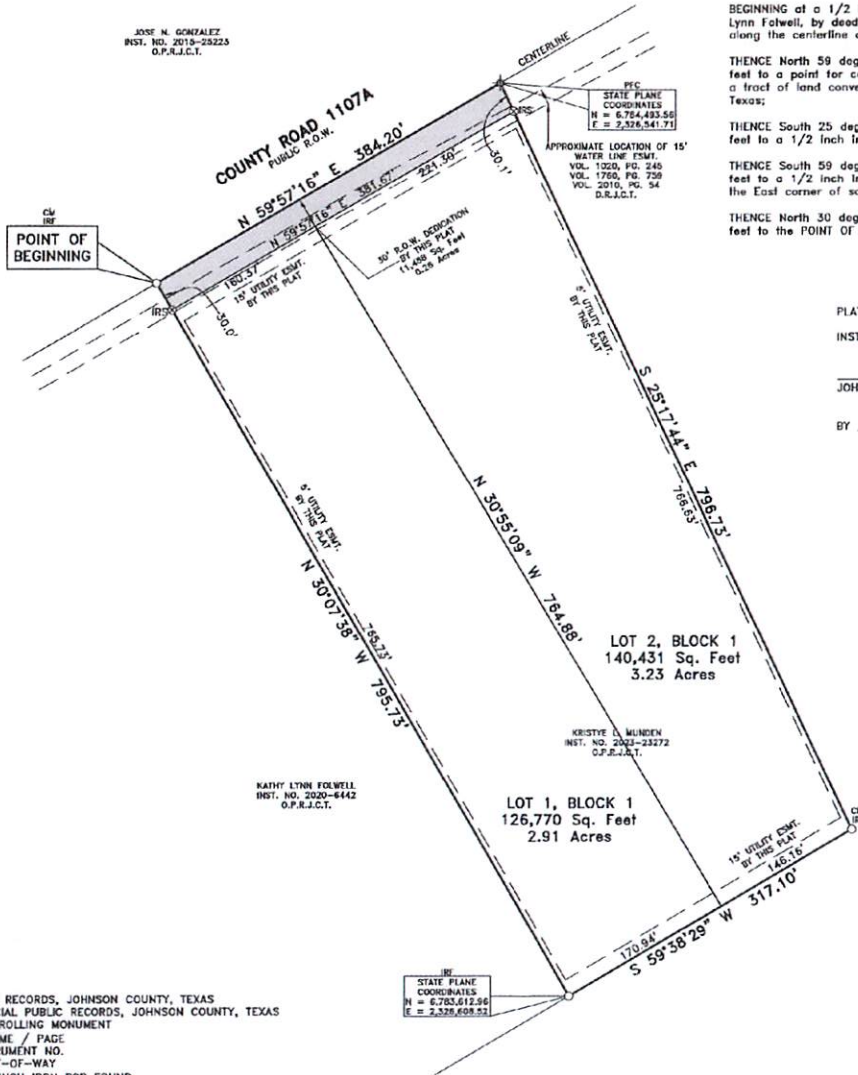 JOSE N. GONZALEZ
INST. NO. 2015-25225
O.P.R.J.C.T.
BEGINNING at a 1/2
Lynn Folwell, by deed
along the centerline
THENCE North 59 deg
feet to a point for
a tract of land conve
Texas;
THENCE South 25 deg
feet to a 1/2 inch
THENCE South 59 deg
feet to a 1/2 inch
the East corner of
THENCE North 30 deg
feet to the POINT OF
CENTERLINE
PFC
STATE PLANE
COORDINATES
N = 6,784,493.56
E = 2,326,541.71
IRS
30.1'
APPROXIMATE LOCATION OF 15'
WATER LINE ESMT.
VOL. 1020, PG. 245
VOL. 1760, PG. 759
VOL. 2010, PG. 54
D.R.J.C.T.
COUNTY ROAD 1107A
PUBLIC R.O.W.
N 59°57'16" E 384.20'
N 59°57'16" E 381.67'
221.30'
160.37'
30' R.O.W. DEDICATION
BY THIS PLAT
11,488 Sq. Feet
0.26 Acres
15' UTILITY ESMT.
BY THIS PLAT
CM
IRF
POINT OF
BEGINNING
IRS
30.0'
5' UTILITY ESMT.
BY THIS PLAT
S 25°17'44" E 796.73'
766.63'
PLA
INST
JOH
BY
5' UTILITY ESMT.
BY THIS PLAT
N 30°07'38" W 795.73'
765.73'
N 30°55'09" W 764.88'
LOT 2, BLOCK 1
140,431 Sq. Feet
3.23 Acres
KRISTYE L. MUNDEN
INST. NO. 2023-23272
O.P.R.J.C.T.
KATHY LYNN FOLWELL
INST. NO. 2020-6442
O.P.R.J.C.T.
LOT 1, BLOCK 1
126,770 Sq. Feet
2.91 Acres
15' UTILITY ESMT.
BY THIS PLAT
146.16'
170.94'
S 59°38'29" W 317.10'
IRF
STATE PLANE
COORDINATES
N = 6,783,612.96
E = 2,326,608.52
RECORDS, JOHNSON COUNTY, TEXAS
IAL PUBLIC RECORDS, JOHNSON COUNTY, TEXAS
ROLLING MONUMENT
ME / PAGE
RUMENT NO.
-OF-WAY